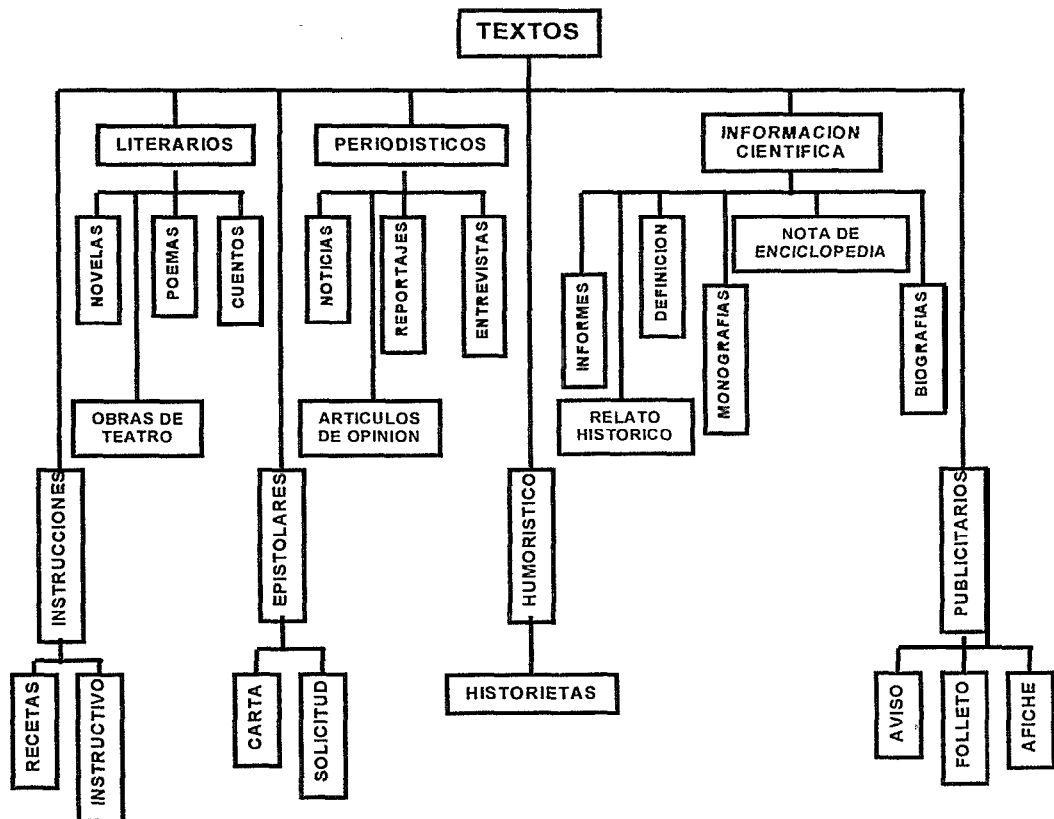 TEXTOS
LITERARIOS
PERIODISTICOS
INFORMACION
CIENTIFICA
NOVELAS
POEMAS
CUENTOS
OBRAS DE
TEATRO
NOTICIAS
REPORTAJES
ENTREVISTAS
ARTICULOS
DE OPINION
INFORMES
DEFINICION
MONOGRAFIAS
NOTA DE
ENCICLOPEDIA
BIOGRAFIAS
RELATO
HISTORICO
INSTRUCCIONES
EPISTOLARES
HUMORISTICO
PUBLICITARIOS
RECETAS
INSTRUCTIVO
CARTA
SOLICITUD
HISTORIETAS
AVISO
FOLLETO
AFICHE